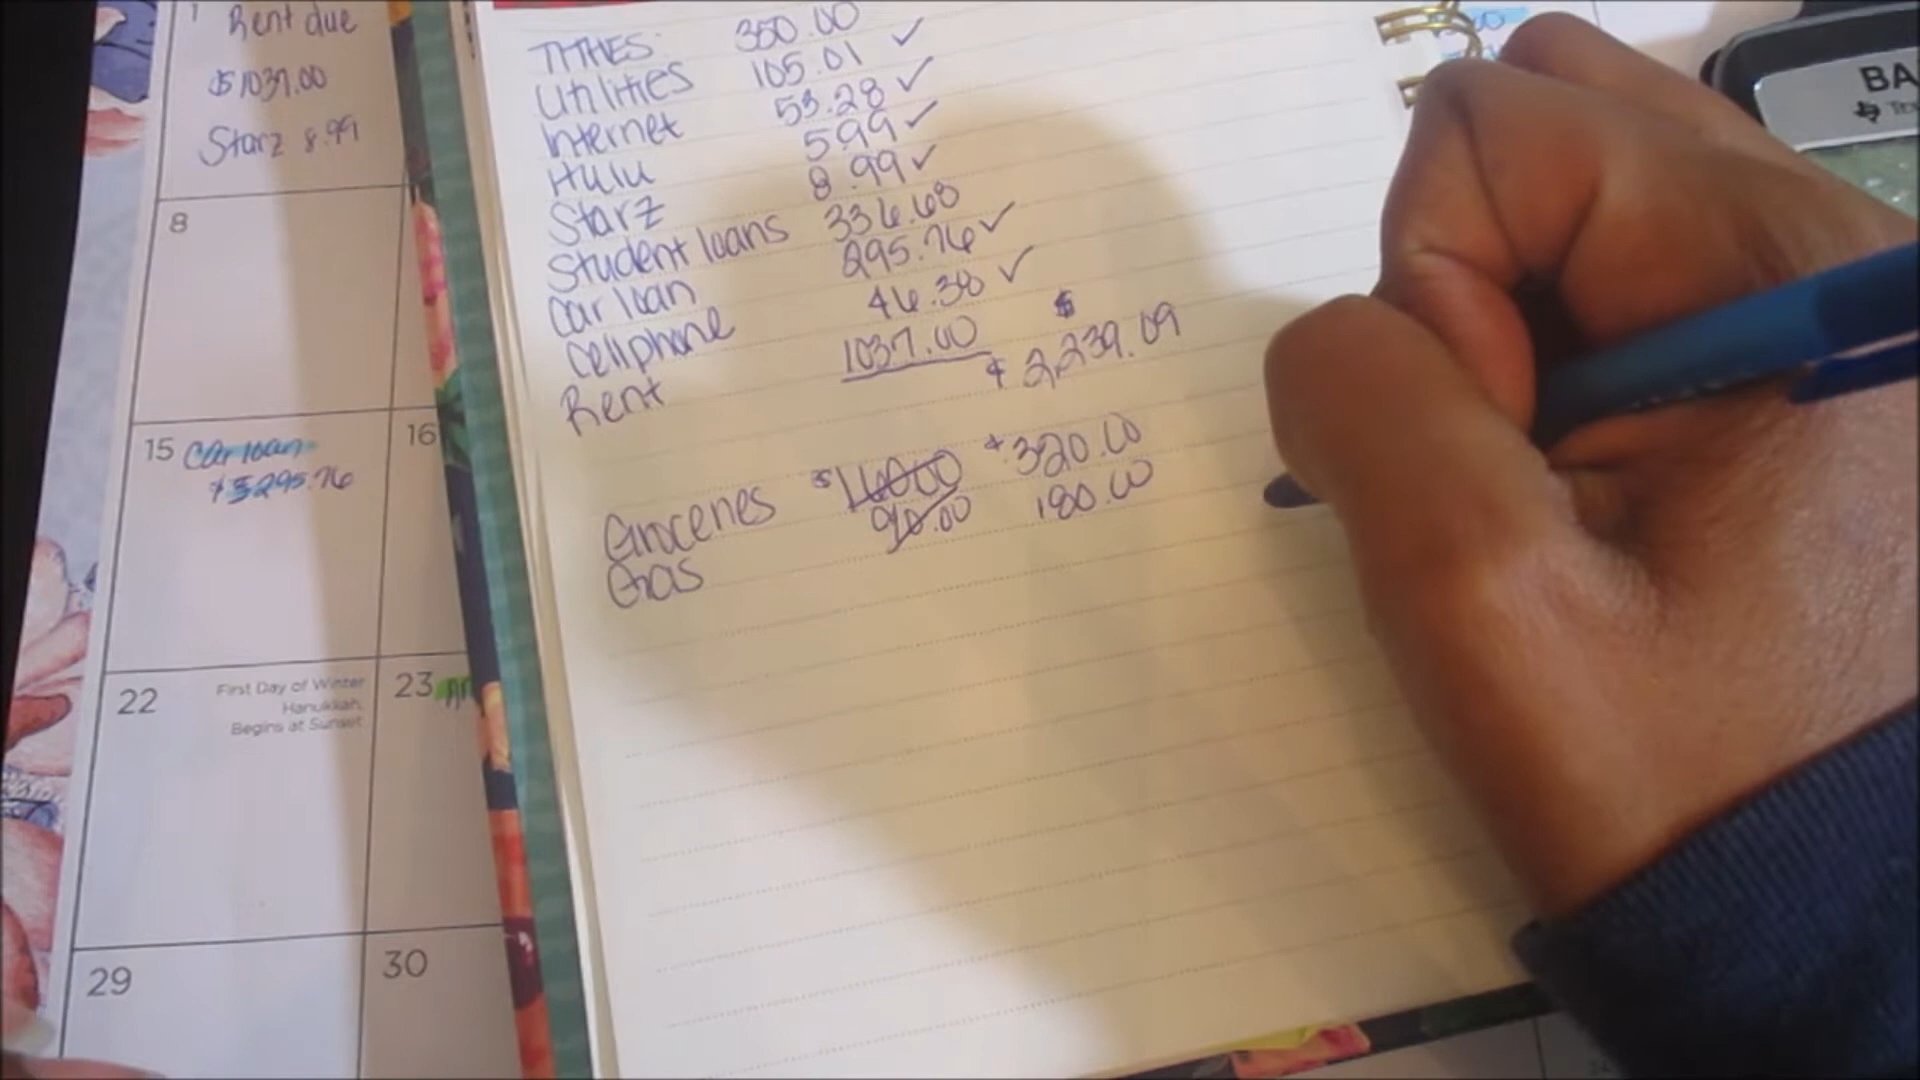 1
Rent due
$1037.00
Starz 8.99
8
15 Car loan
$295.76
16
22 First Day of Winter
Hanukkah
Begins at Sunset
23
29
30
TITHES: 350.00
Utilities 105.01 ✓
Internet 53.28 ✓
Hulu 5.99 ✓
Starz 8.99 ✓
Student loans 336.68
Car loan 295.76 ✓
Cellphone 46.38 ✓
Rent 1037.00 $
$2,239.09
Groceries $160.00 $320.00
Gas 90.00 180.00
BA